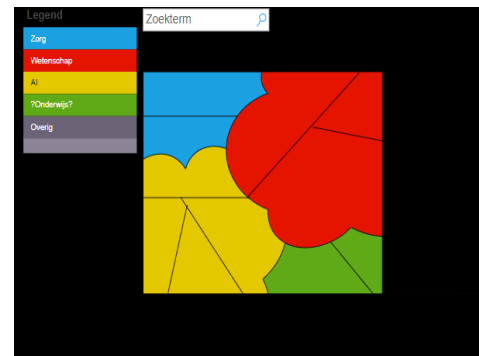 Legend
Zoekterm
Zorg
Wetenschap
AI
?Onderwijs?
Overig